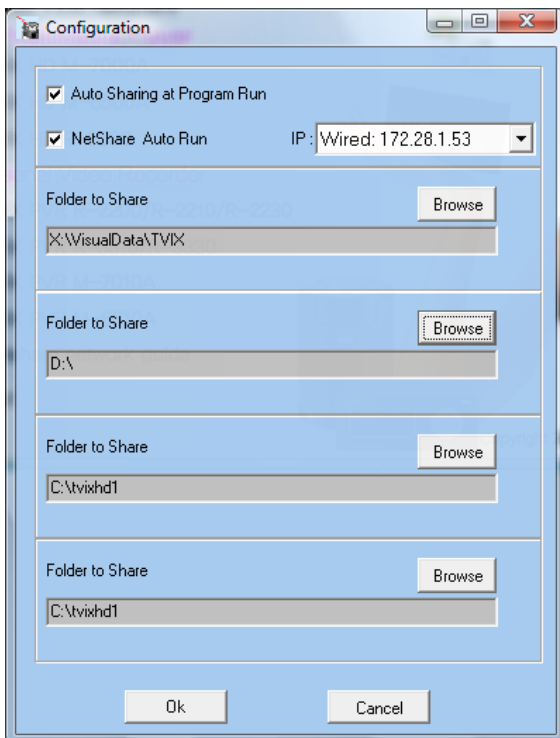 Configuration
Auto Sharing at Program Run
NetShare Auto Run IP : Wired: 172.28.1.53
Folder to Share Browse
X:\VisualData\TVIX
Folder to Share Browse
D:\
Folder to Share Browse
C:\tvixhd1
Folder to Share Browse
C:\tvixhd1
Ok Cancel